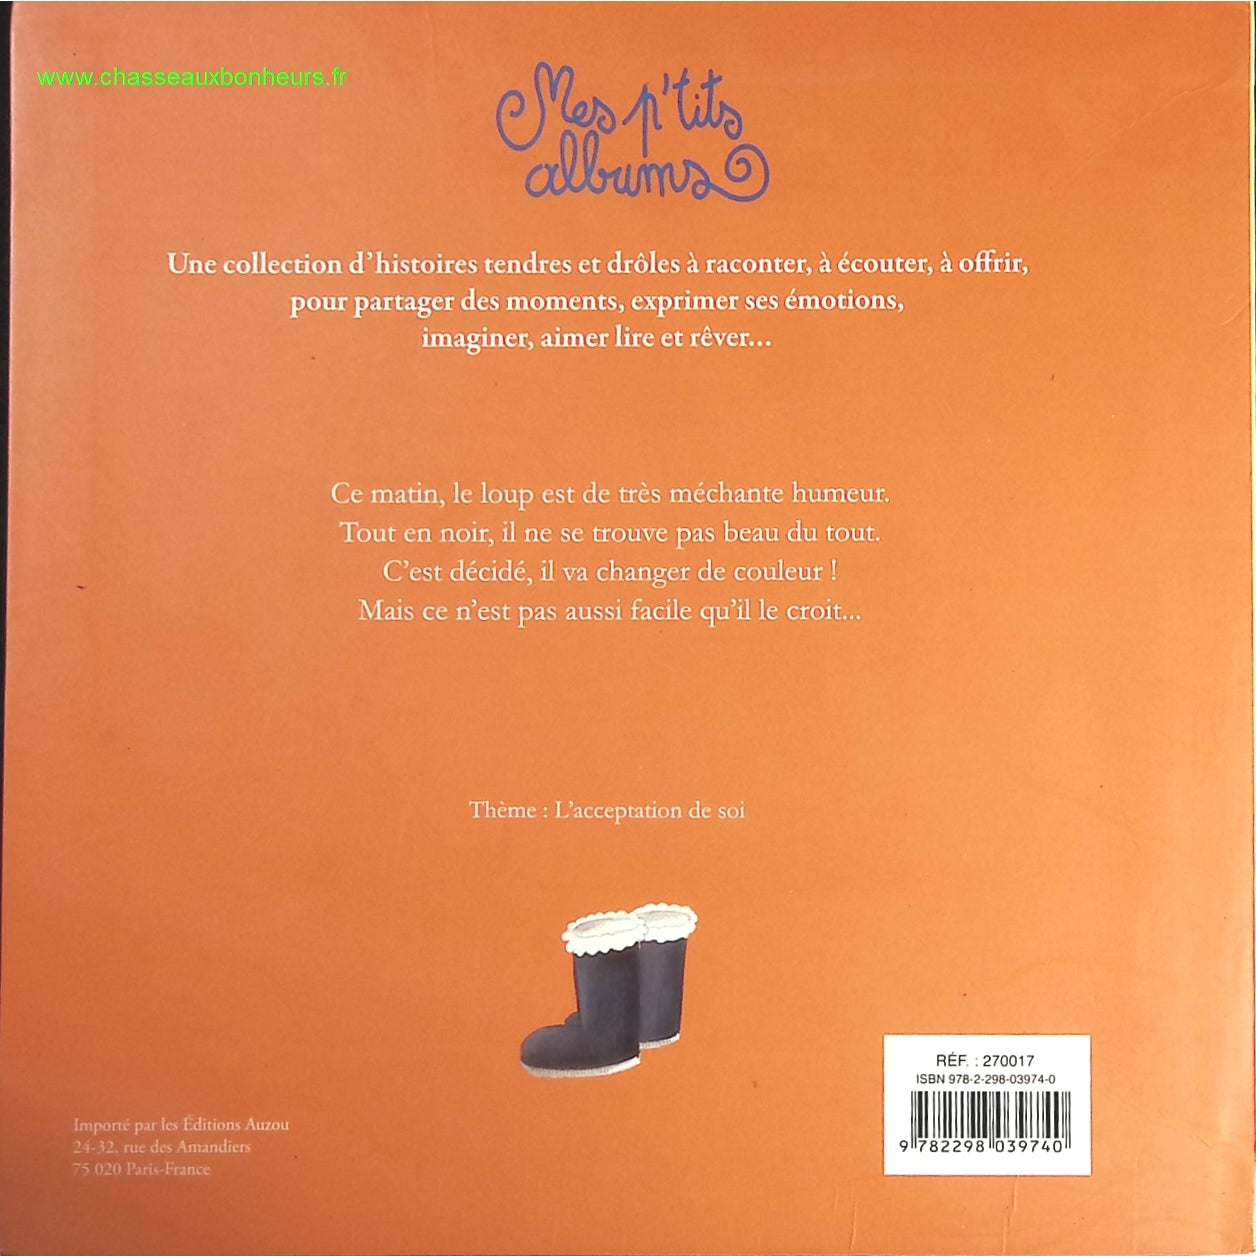 www.chasseauxbonheurs.fr
Mes p'tits
albums
Une collection d'histoires tendres et drôles à raconter, à écouter, à offrir,
pour partager des moments, exprimer ses émotions,
imaginer, aimer lire et rêver...
Ce matin, le loup est de très méchante humeur.
Tout en noir, il ne se trouve pas beau du tout.
C'est décidé, il va changer de couleur !
Mais ce n'est pas aussi facile qu'il le croit...
Thème : L'acceptation de soi
RÉF. : 270017
ISBN 978-2-298-03974-0
9 782298 039740
Importé par les Éditions Auzou
24-32, rue des Amandiers
75 020 Paris-France